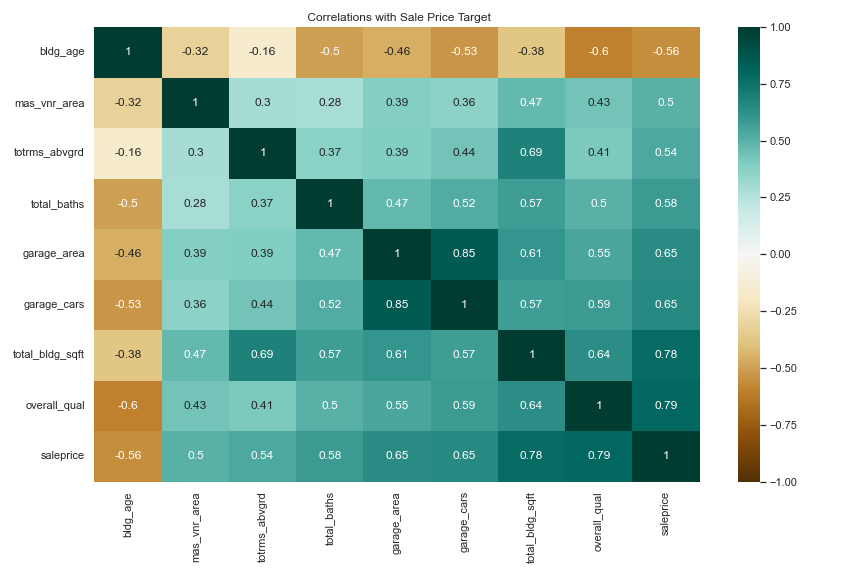 Correlations with Sale Price Target
bldg_age 1 -0.32 -0.16 -0.5 -0.46 -0.53 -0.38 -0.6 -0.56
mas_vnr_area -0.32 1 0.3 0.28 0.39 0.36 0.47 0.43 0.5
totrms_abvgrd -0.16 0.3 1 0.37 0.39 0.44 0.69 0.41 0.54
total_baths -0.5 0.28 0.37 1 0.47 0.52 0.57 0.5 0.58
garage_area -0.46 0.39 0.39 0.47 1 0.85 0.61 0.55 0.65
garage_cars -0.53 0.36 0.44 0.52 0.85 1 0.57 0.59 0.65
total_bldg_sqft -0.38 0.47 0.69 0.57 0.61 0.57 1 0.64 0.78
overall_qual -0.6 0.43 0.41 0.5 0.55 0.59 0.64 1 0.79
saleprice -0.56 0.5 0.54 0.58 0.65 0.65 0.78 0.79 1
bldg_age
mas_vnr_area
totrms_abvgrd
total_baths
garage_area
garage_cars
total_bldg_sqft
overall_qual
saleprice
1.00
0.75
0.50
0.25
0.00
−0.25
−0.50
−0.75
−1.00